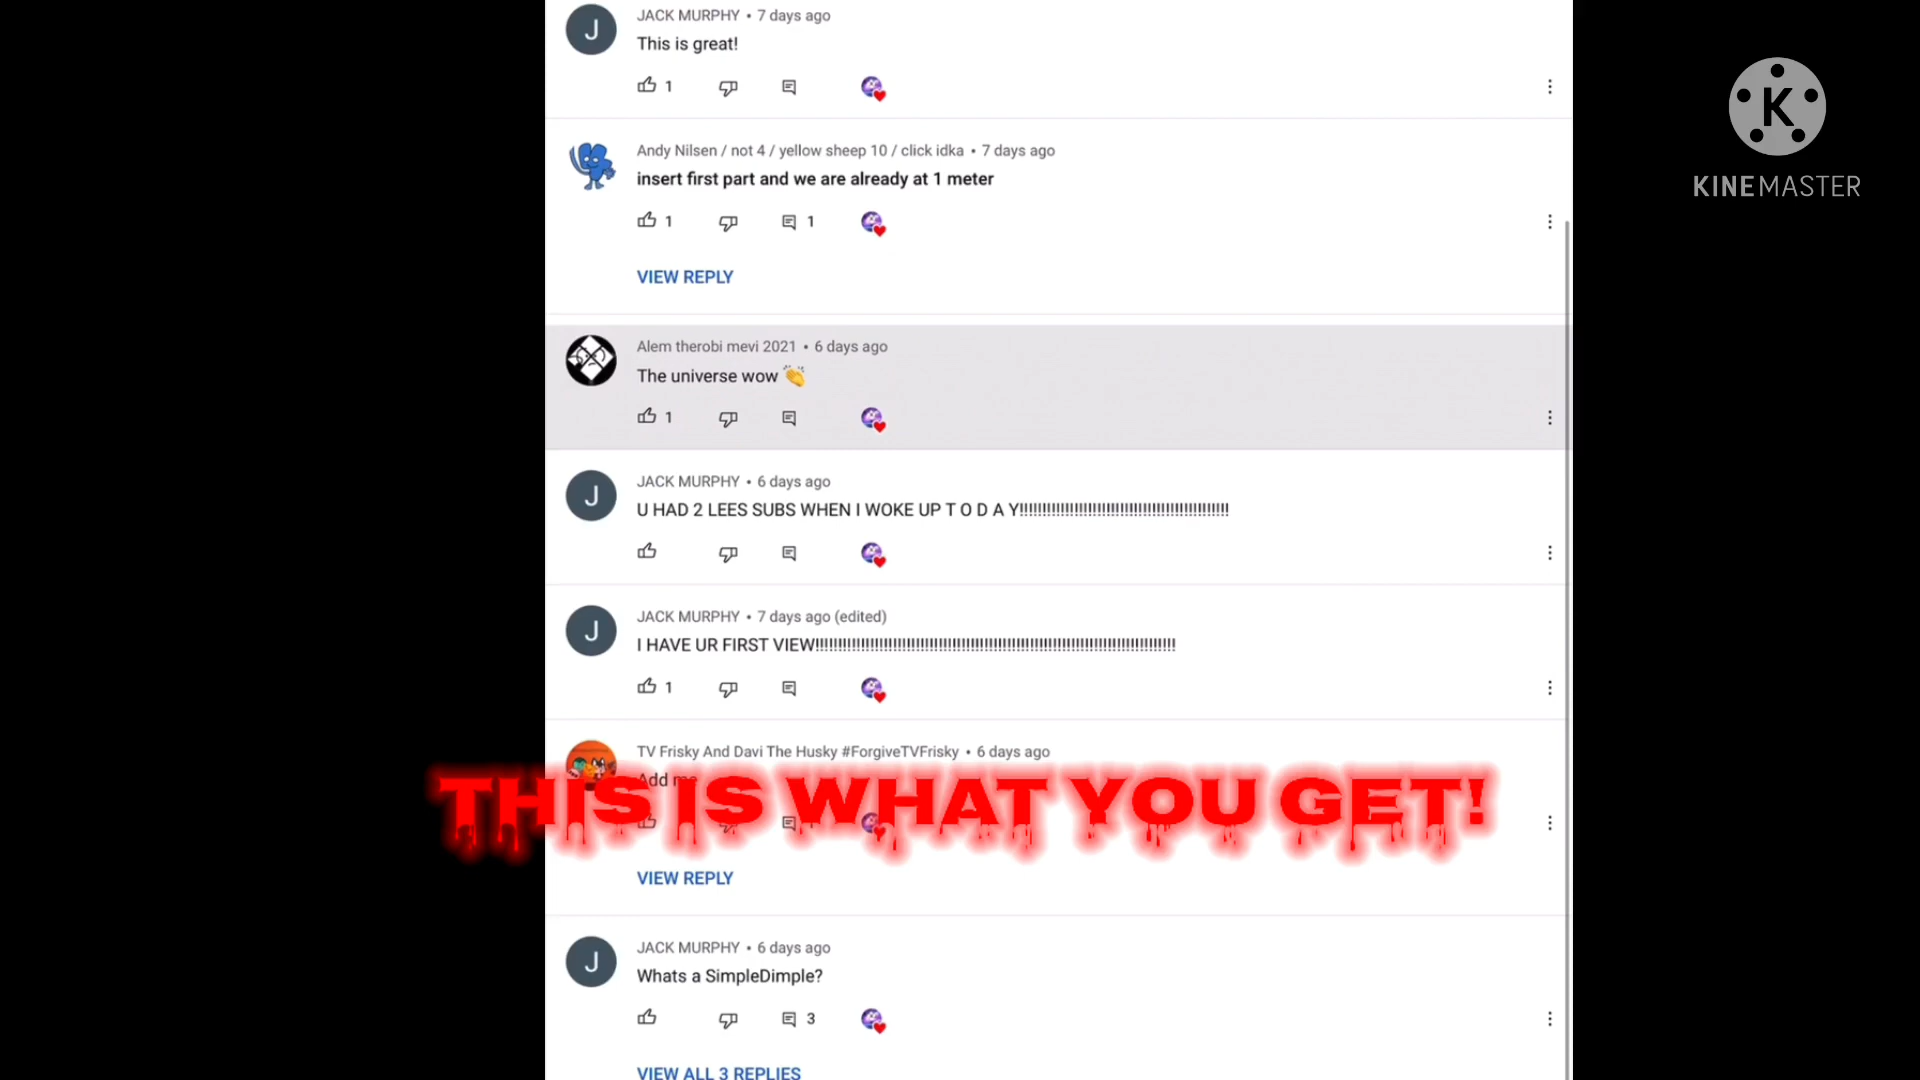 JACK MURPHY • 7 days ago
This is great!
1
Andy Nilsen / not 4 / yellow sheep 10 / click idka • 7 days ago
insert first part and we are already at 1 meter
1 1
VIEW REPLY
Alem therobi mevi 2021 • 6 days ago
The universe wow 👏
1
JACK MURPHY • 6 days ago
U HAD 2 LEES SUBS WHEN I WOKE UP T O D A Y!!!!!!!!!!!!!!!!!!!!!!!!!!!!!!!!!!!!!!!!!!!!!!
JACK MURPHY • 7 days ago (edited)
I HAVE UR FIRST VIEW!!!!!!!!!!!!!!!!!!!!!!!!!!!!!!!!!!!!!!!!!!!!!!!!!!!!!!!!!!!!!!!!!!!!!!!!!!!!!!
1
TV Frisky And Davi The Husky #ForgiveTVFrisky • 6 days ago
Add me
THIS IS WHAT YOU GET!
VIEW REPLY
JACK MURPHY • 6 days ago
Whats a SimpleDimple?
3
VIEW ALL 3 REPLIES
J
J
J
J
K
KINEMASTER